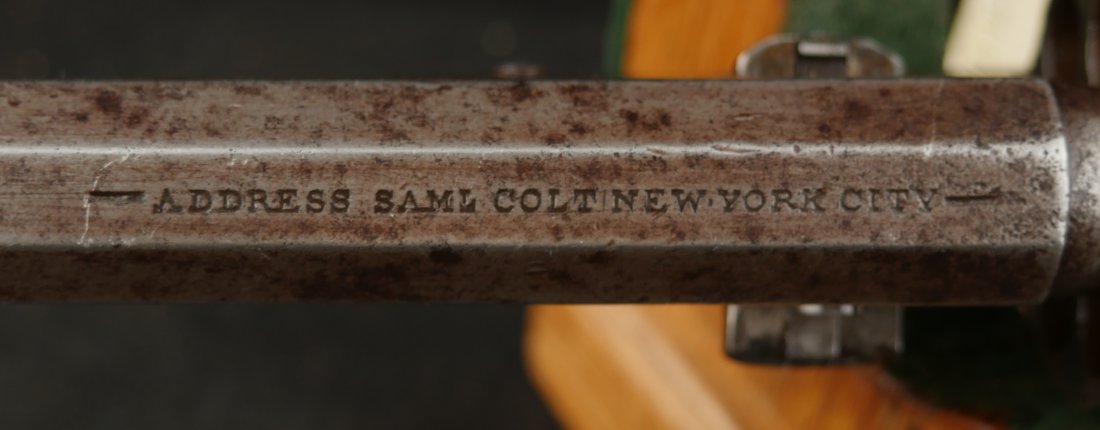 — ADDRESS SAML COLT NEW·YORK CITY —